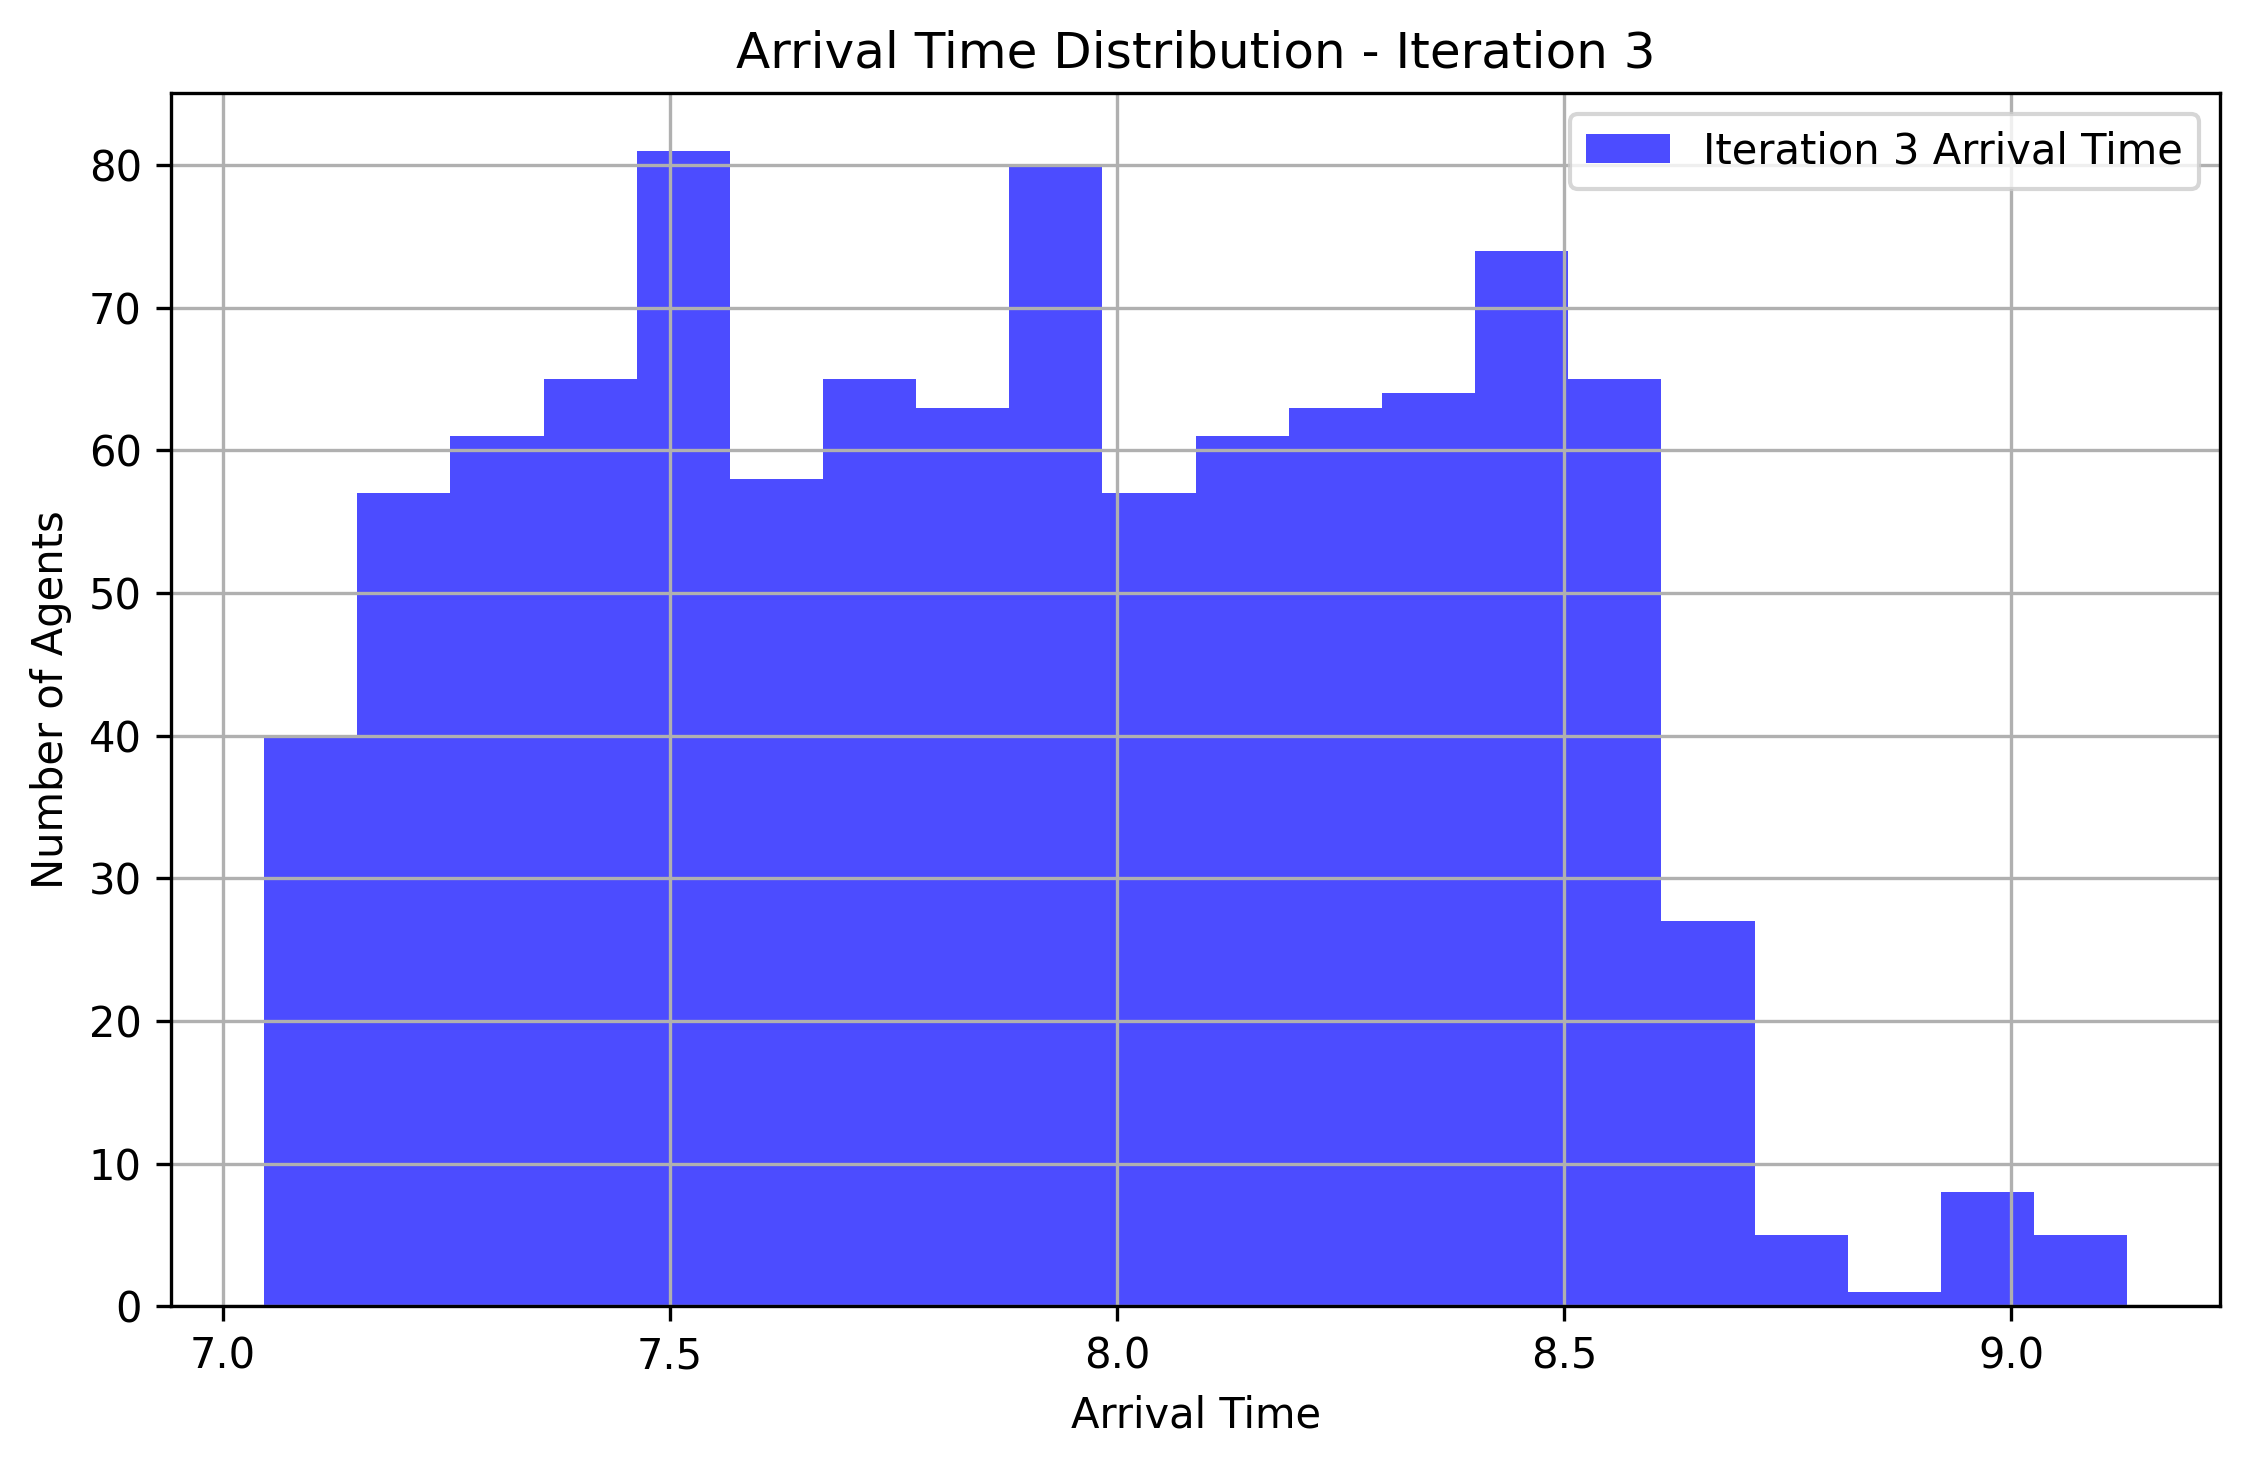 Arrival Time Distribution - Iteration 3
Iteration 3 Arrival Time
Number of Agents
80
70
60
50
40
30
20
10
0
7.0 7.5 8.0 8.5 9.0
Arrival Time